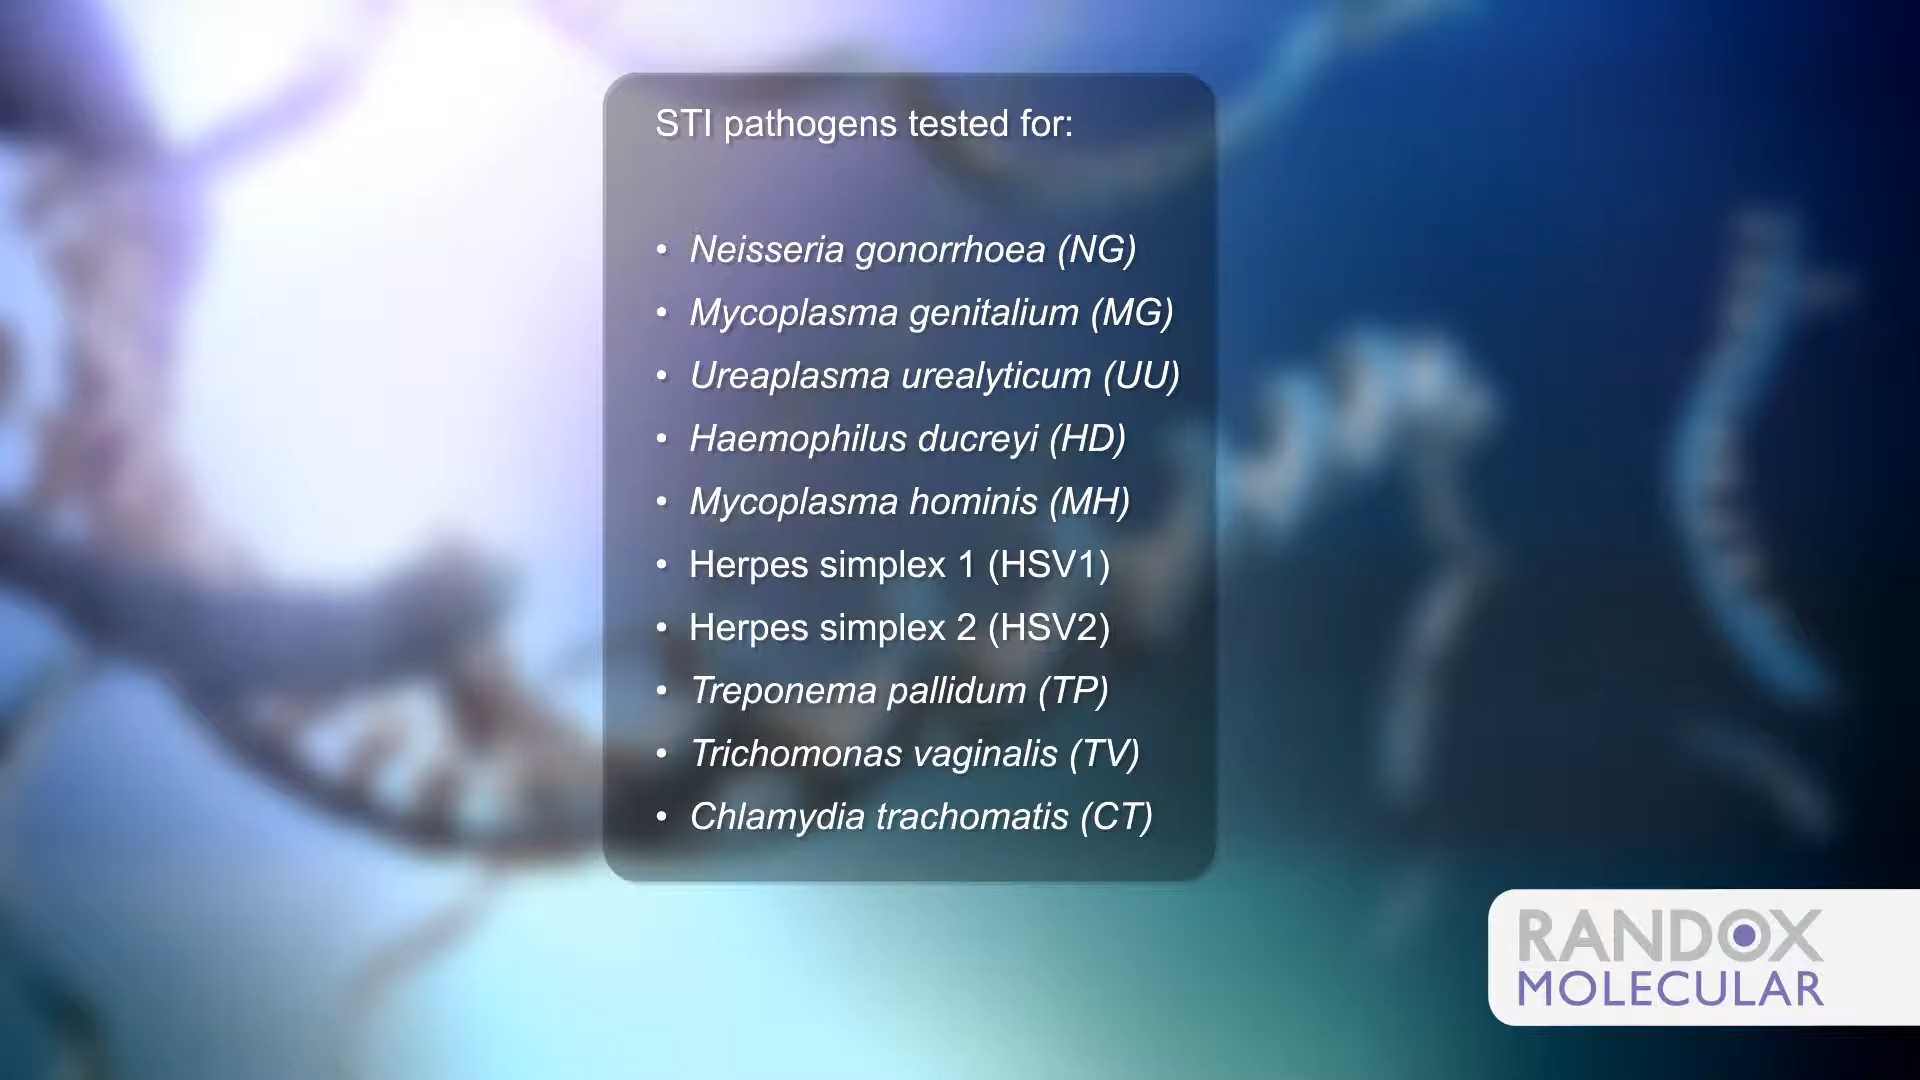 STI pathogens tested for:
• Neisseria gonorrhoea (NG)
• Mycoplasma genitalium (MG)
• Ureaplasma urealyticum (UU)
• Haemophilus ducreyi (HD)
• Mycoplasma hominis (MH)
• Herpes simplex 1 (HSV1)
• Herpes simplex 2 (HSV2)
• Treponema pallidum (TP)
• Trichomonas vaginalis (TV)
• Chlamydia trachomatis (CT)
RANDOX
MOLECULAR